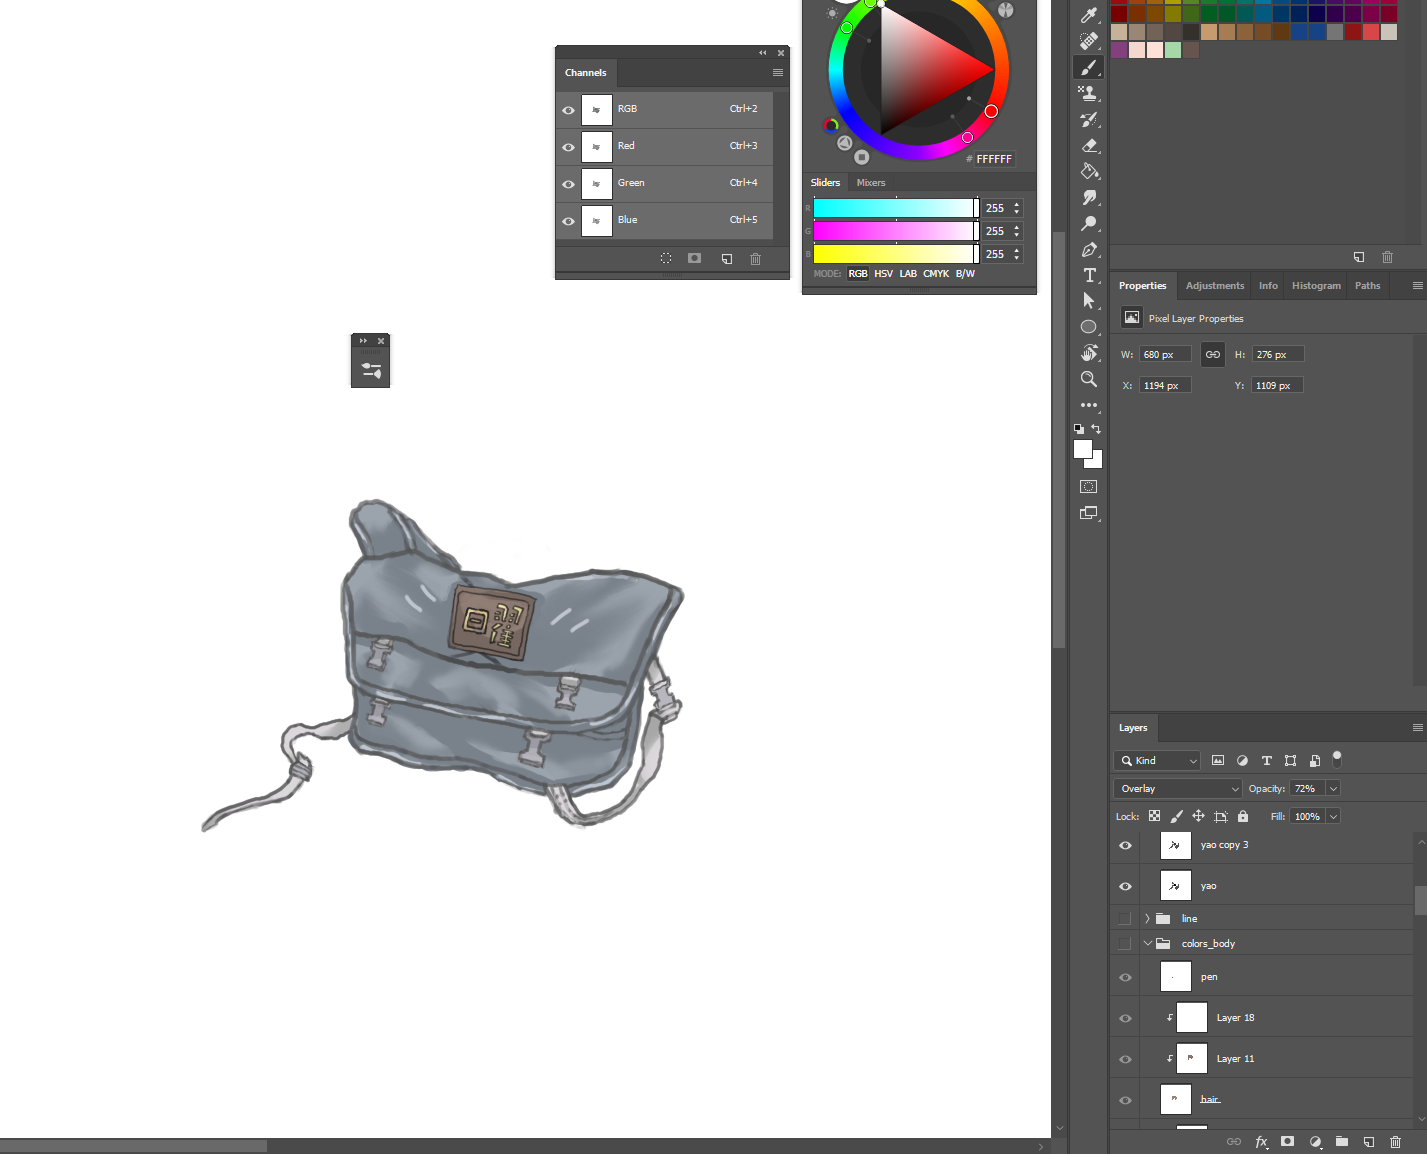 Channels
RGB Ctrl+2
Red Ctrl+3
Green Ctrl+4
Blue Ctrl+5
# FFFFFF
Sliders Mixers
R 255
G 255
B 255
MODE: RGB HSV LAB CMYK B/W
Properties Adjustments Info Histogram Paths
Pixel Layer Properties
W: 680 px H: 276 px
X: 1194 px Y: 1109 px
Layers
Kind
Overlay Opacity: 72%
Lock: Fill: 100%
yao copy 3
yao
line
colors_body
pen
Layer 18
Layer 11
hair